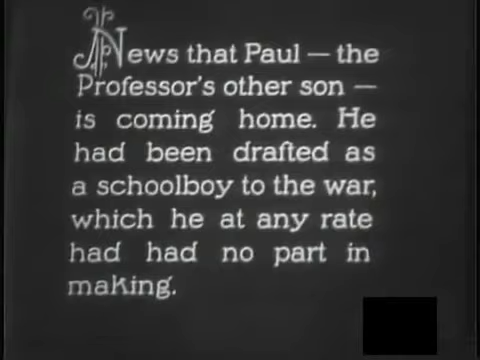 News that Paul — the
Professor's other son —
is coming home. He
had been drafted as
a schoolboy to the war,
which he at any rate
had had no part in
making.